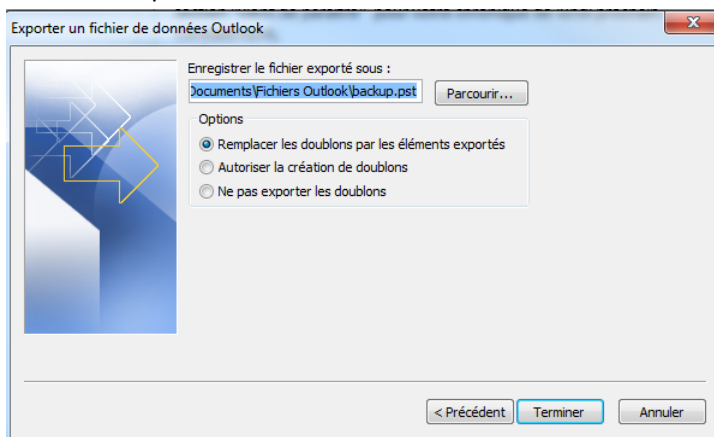 Exporter un fichier de données Outlook
x
Enregistrer le fichier exporté sous :
Documents\Fichiers Outlook\backup.pst
Parcourir...
Options
Remplacer les doublons par les éléments exportés
Autoriser la création de doublons
Ne pas exporter les doublons
< Précédent
Terminer
Annuler